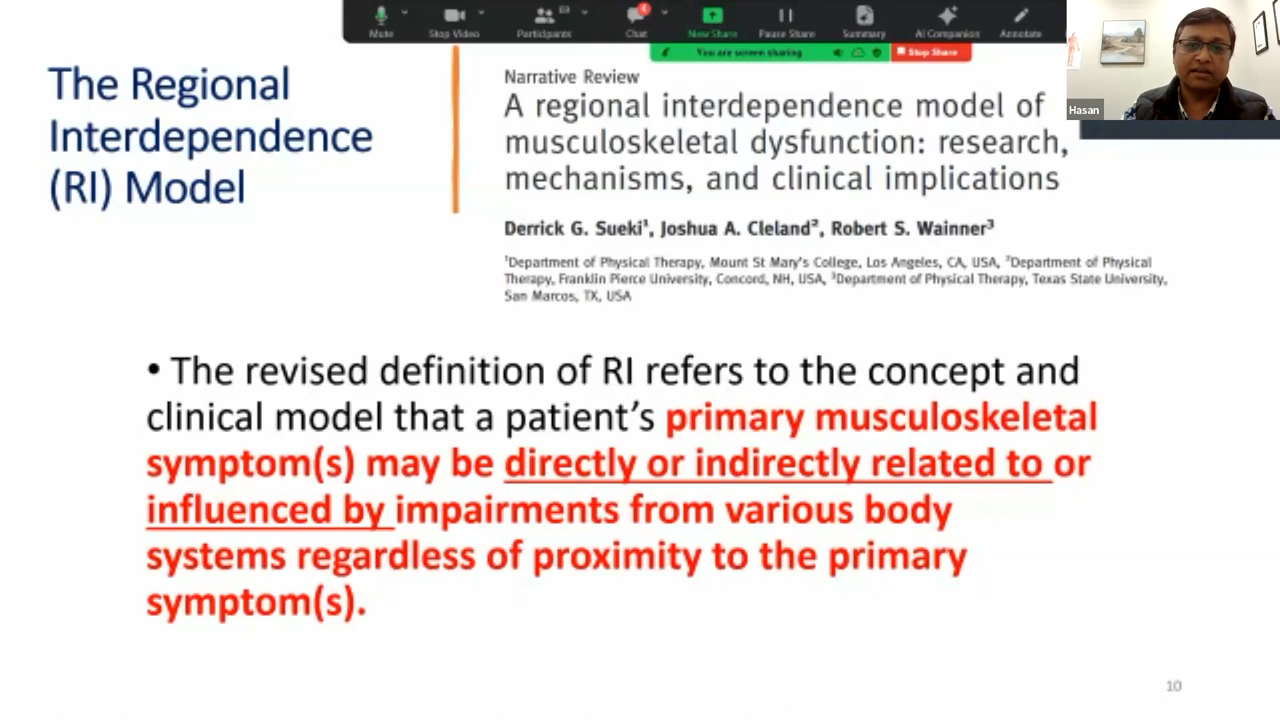 Mute
Stop Video
Participants
Chat
4
New Share
Pause Share
Summary
AI Companion
Annotate
You are screen sharing
Stop Share
Hasan
The Regional
Interdependence
(RI) Model
Narrative Review
A regional interdependence model of
musculoskeletal dysfunction: research,
mechanisms, and clinical implications
Derrick G. Sueki¹, Joshua A. Cleland², Robert S. Wainner³
¹Department of Physical Therapy, Mount St Mary's College, Los Angeles, CA, USA, ²Department of Physical
Therapy, Franklin Pierce University, Concord, NH, USA, ³Department of Physical Therapy, Texas State University,
San Marcos, TX, USA
• The revised definition of RI refers to the concept and
clinical model that a patient’s primary musculoskeletal
symptom(s) may be directly or indirectly related to or
influenced by impairments from various body
systems regardless of proximity to the primary
symptom(s).
10